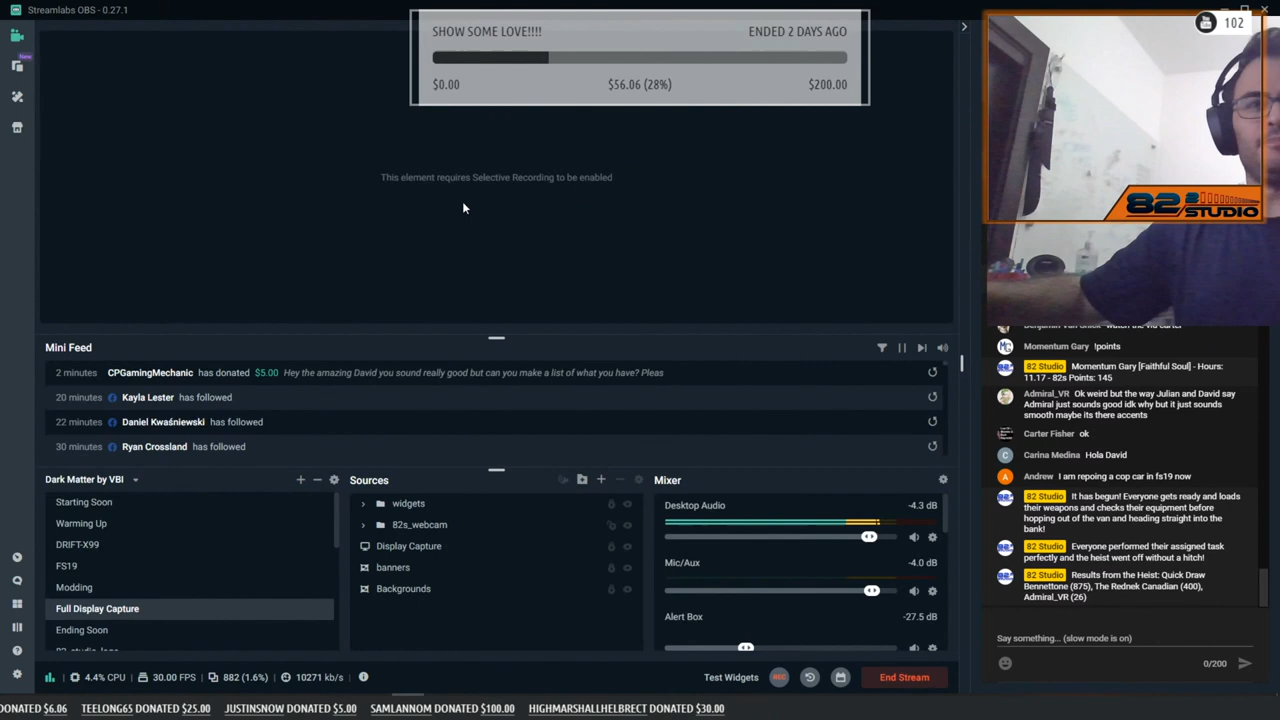 Streamlabs OBS - 0.27.1
SHOW SOME LOVE!!!!
ENDED 2 DAYS AGO
$0.00
$56.06 (28%)
$200.00
102
New
This element requires Selective Recording to be enabled
82 STUDIO
Mini Feed
2 minutes CPGamingMechanic has donated $5.00 Hey the amazing David you sound really good but can you make a list of what you have? Pleas
20 minutes Kayla Lester has followed
22 minutes Daniel Kwaśniewski has followed
30 minutes Ryan Crossland has followed
Dark Matter by VBI
Starting Soon
Warming Up
DRIFT-X99
FS19
Modding
Full Display Capture
Ending Soon
Sources
widgets
82s_webcam
Display Capture
banners
Backgrounds
Mixer
Desktop Audio -4.3 dB
Mic/Aux -4.0 dB
Alert Box -27.5 dB
Momentum Gary !points
82 Studio Momentum Gary [Faithful Soul] - Hours:
11.17 - 82s Points: 145
Admiral_VR Ok weird but the way Julian and David say
Admiral just sounds good idk why but it just sounds
smooth maybe its there accents
Carter Fisher ok
Carina Medina Hola David
Andrew I am repoing a cop car in fs19 now
82 Studio It has begun! Everyone gets ready and loads
their weapons and checks their equipment before
hopping out of the van and heading straight into the
bank!
82 Studio Everyone performed their assigned task
perfectly and the heist went off without a hitch!
82 Studio Results from the Heist: Quick Draw
Bennettone (875), The Rednek Canadian (400),
Admiral_VR (26)
Say something... (slow mode is on)
0/200
4.4% CPU 30.00 FPS 882 (1.6%) 10271 kb/s
Test Widgets
REC
End Stream
DONATED $6.06 TEELONG65 DONATED $25.00 JUSTINSNOW DONATED $5.00 SAMLANNOM DONATED $100.00 HIGHMARSHALLHELBRECT DONATED $30.00